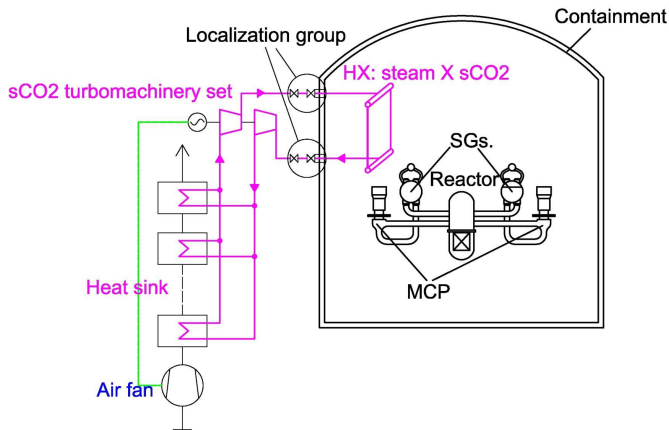 Containment
Localization group
HX: steam X sCO2
sCO2 turbomachinery set
SGs.
Reactor
MCP
Heat sink
Air fan